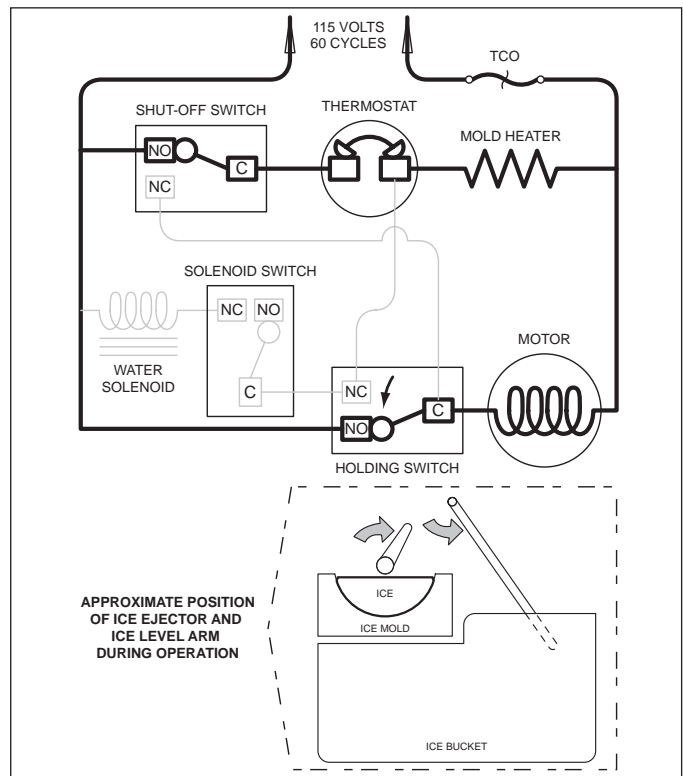 115 VOLTS
60 CYCLES
TCO
SHUT-OFF SWITCH
THERMOSTAT
MOLD HEATER
NO
C
NC
SOLENOID SWITCH
NC NO
MOTOR
WATER
SOLENOID
C
NC
C
NO
HOLDING SWITCH
APPROXIMATE POSITION
OF ICE EJECTOR AND
ICE LEVEL ARM
DURING OPERATION
ICE
ICE MOLD
ICE BUCKET